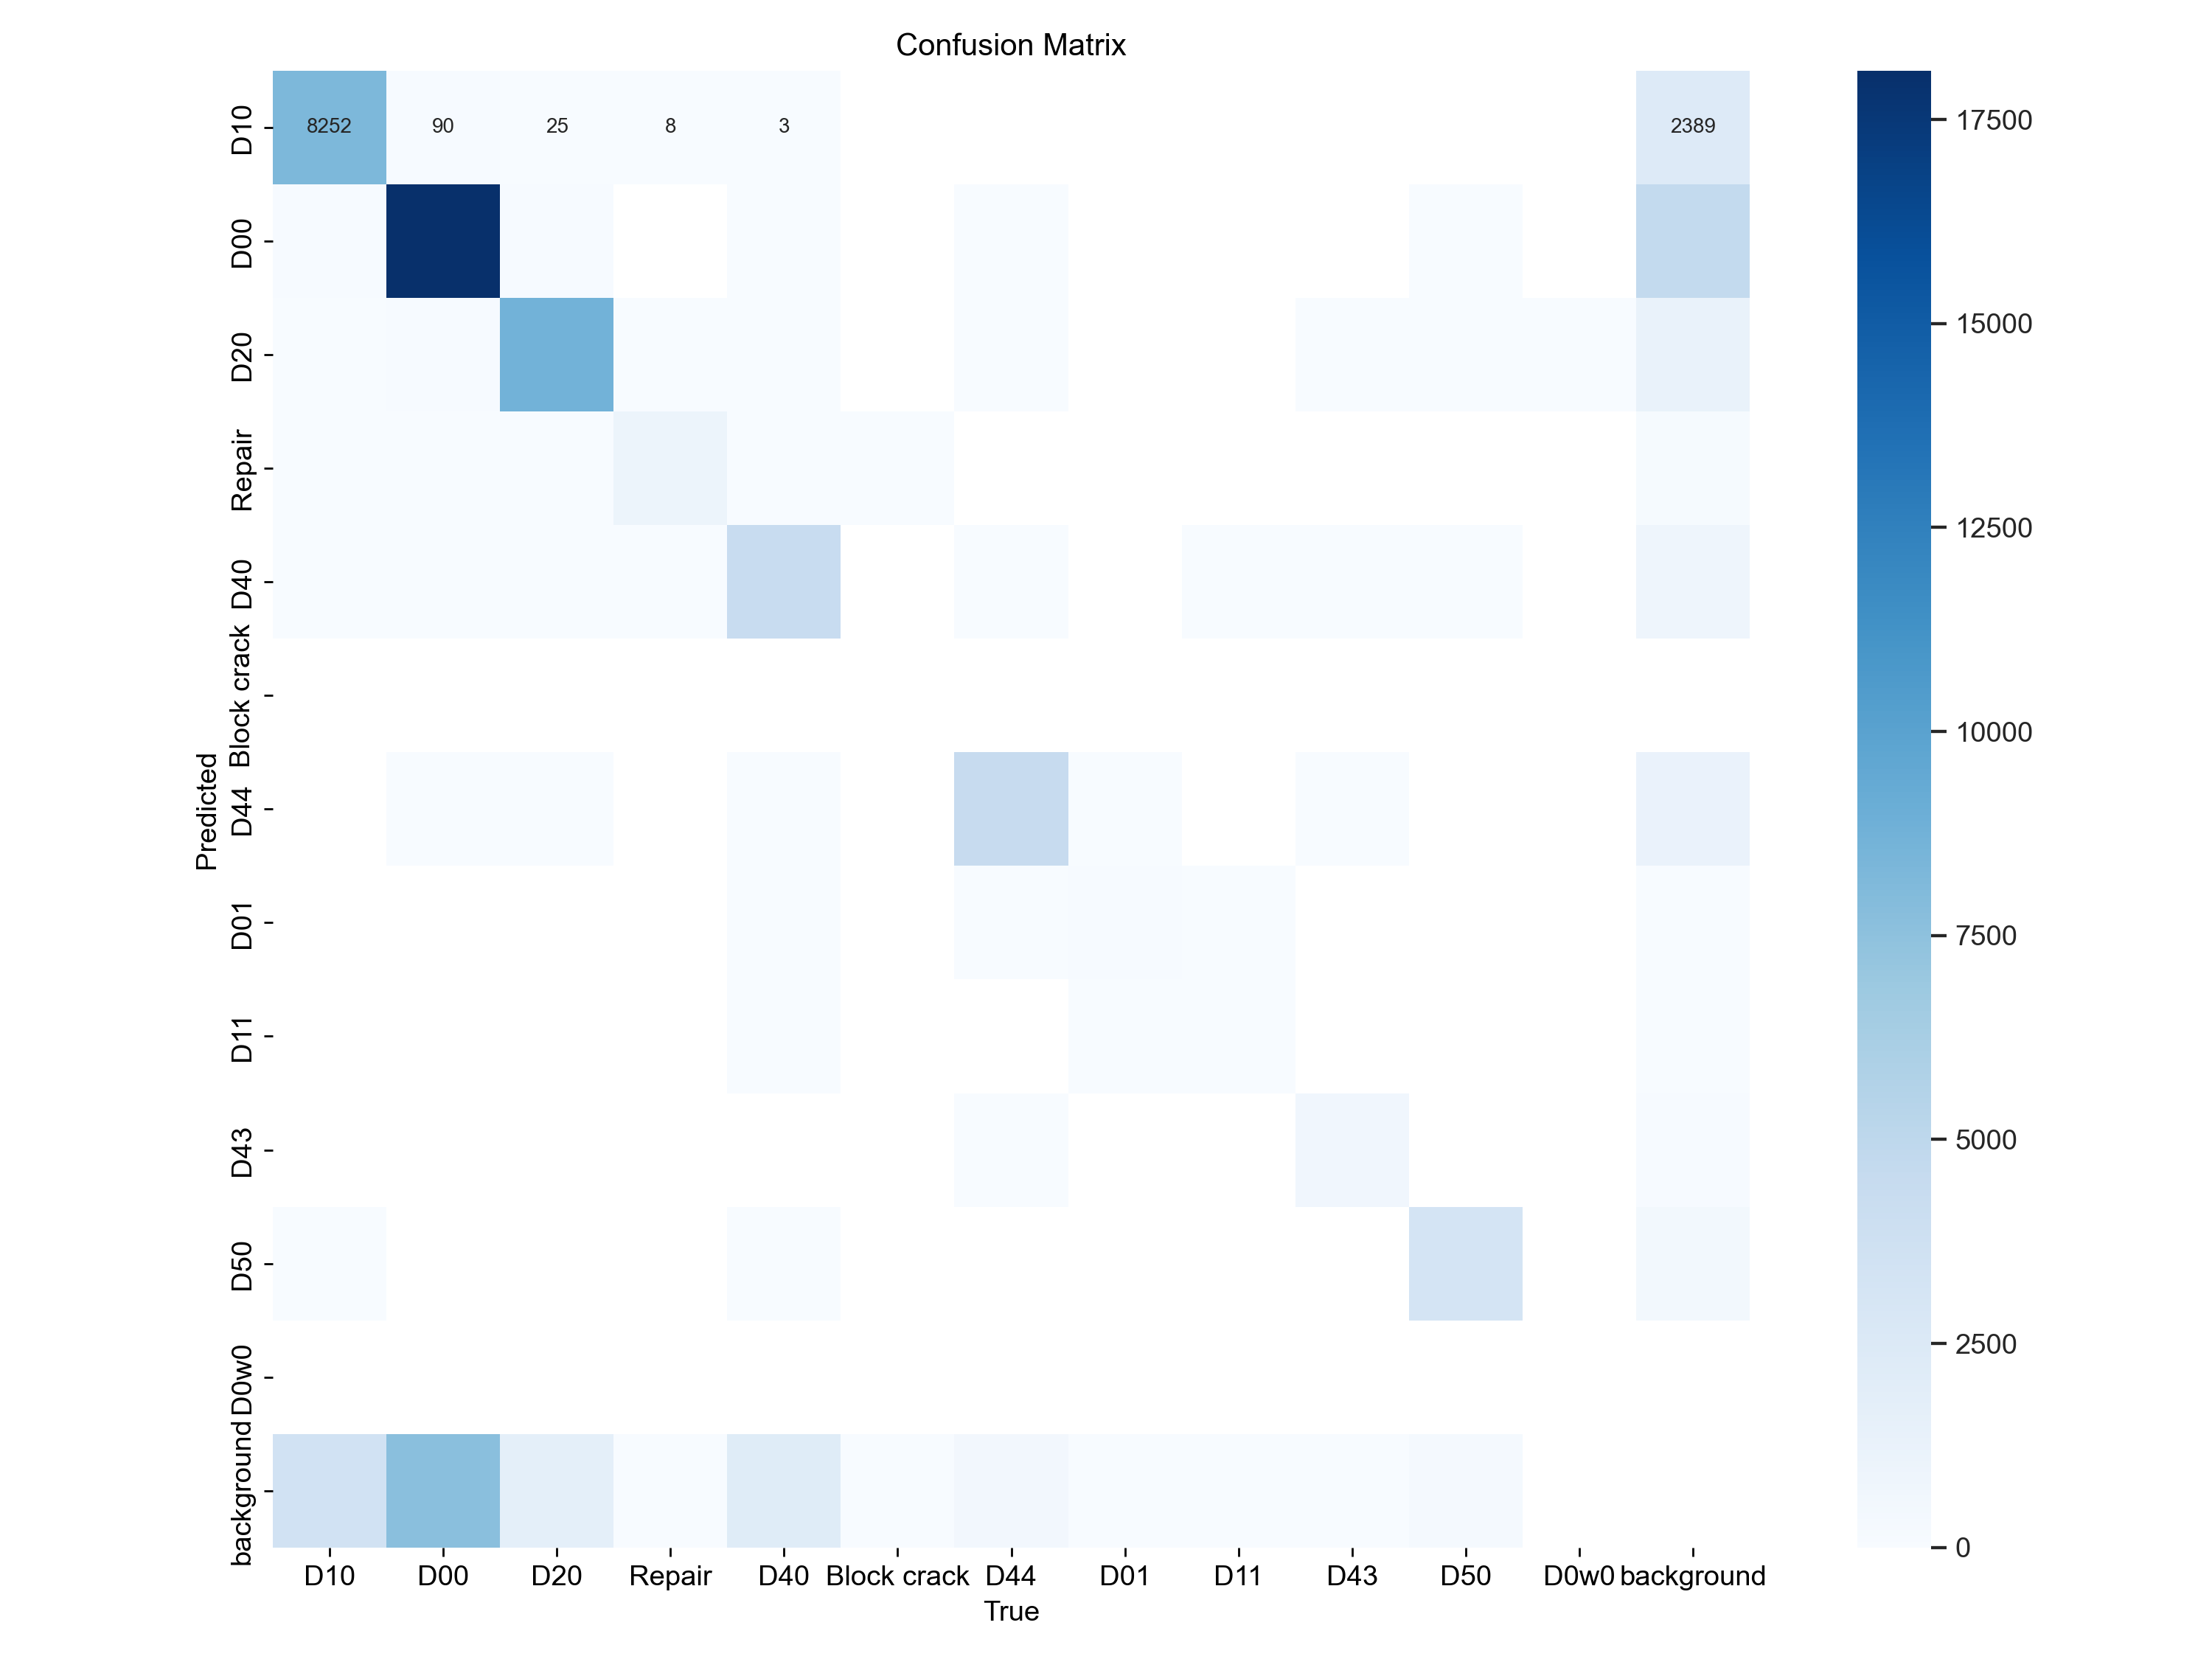 Confusion Matrix
D10 8252 90 25 8 3 2389
D00
D20
Repair
D40
Block crack
D44
D01
D11
D43
D50
D0w0
background
Predicted
D10 D00 D20 Repair D40 Block crack D44 D01 D11 D43 D50 D0w0 background
True
17500
15000
12500
10000
7500
5000
2500
0